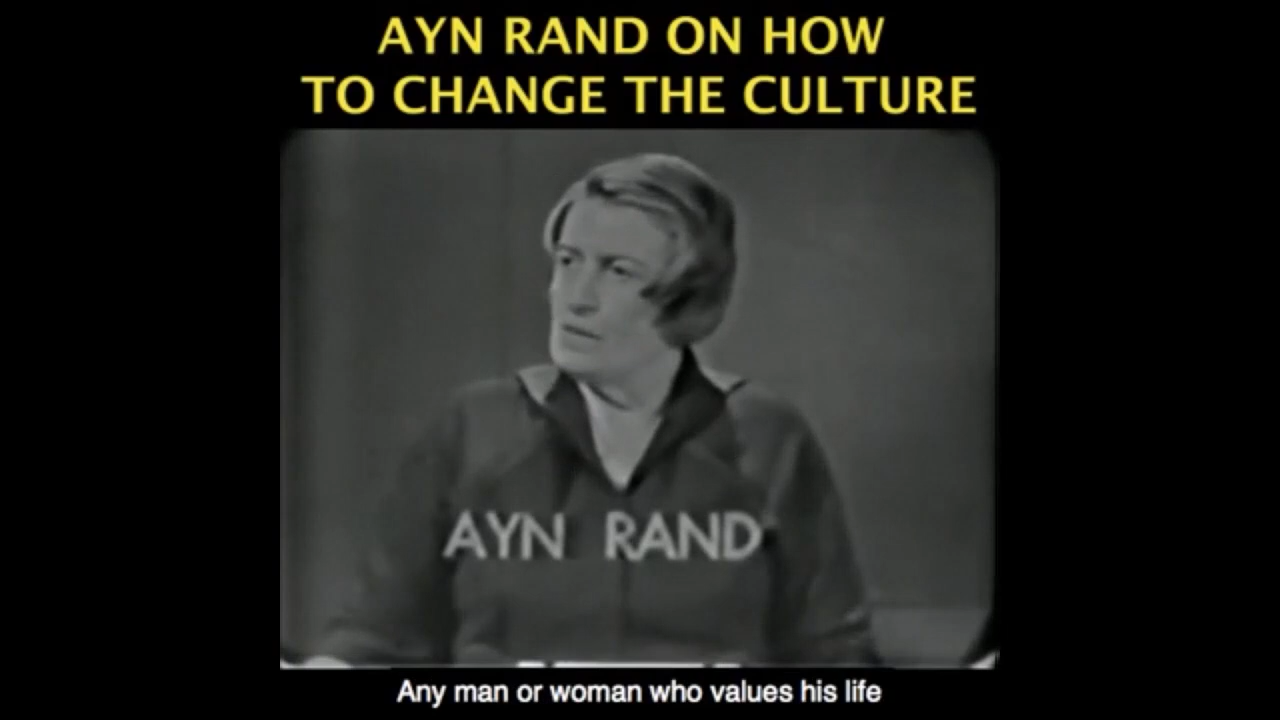 AYN RAND ON HOW
TO CHANGE THE CULTURE
AYN RAND
Any man or woman who values his life